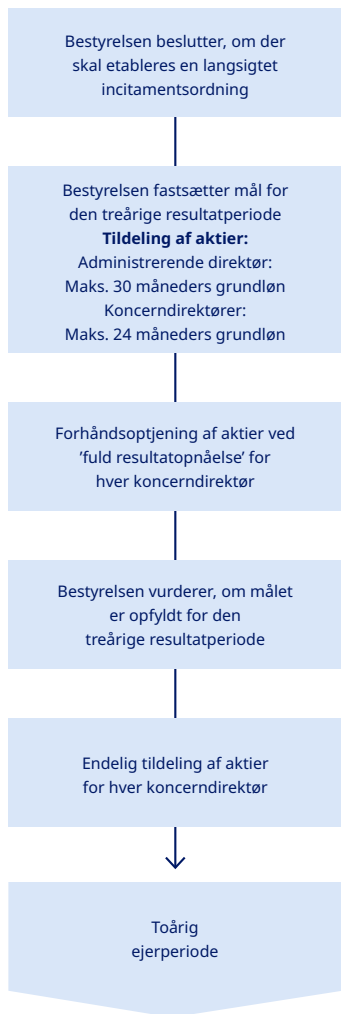 Bestyrelsen beslutter, om der
skal etableres en langsigtet
incitamentsordning
Bestyrelsen fastsætter mål for
den treårige resultatperiode
Tildeling af aktier:
Administrerende direktør:
Maks. 30 måneders grundløn
Koncerndirektører:
Maks. 24 måneders grundløn
Forhåndsoptjening af aktier ved
’fuld resultatopnåelse’ for
hver koncerndirektør
Bestyrelsen vurderer, om målet
er opfyldt for den
treårige resultatperiode
Endelig tildeling af aktier
for hver koncerndirektør
Toårig
ejerperiode